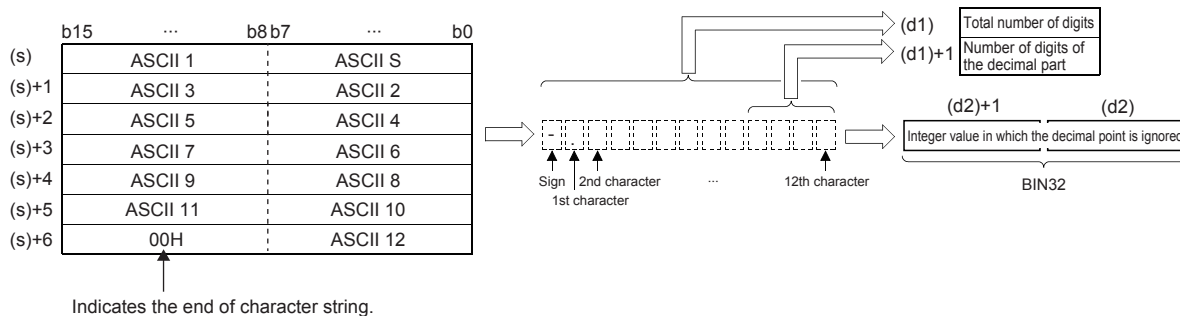 b15 ... b8 b7 ... b0
(s) ASCII 1 ASCII S
(s)+1 ASCII 3 ASCII 2
(s)+2 ASCII 5 ASCII 4
(s)+3 ASCII 7 ASCII 6
(s)+4 ASCII 9 ASCII 8
(s)+5 ASCII 11 ASCII 10
(s)+6 00H ASCII 12
Indicates the end of character string.
- .
Sign 2nd character ... 12th character
1st character
(d1) Total number of digits
(d1)+1 Number of digits of
the decimal part
(d2)+1 (d2)
Integer value in which the decimal point is ignored
BIN32